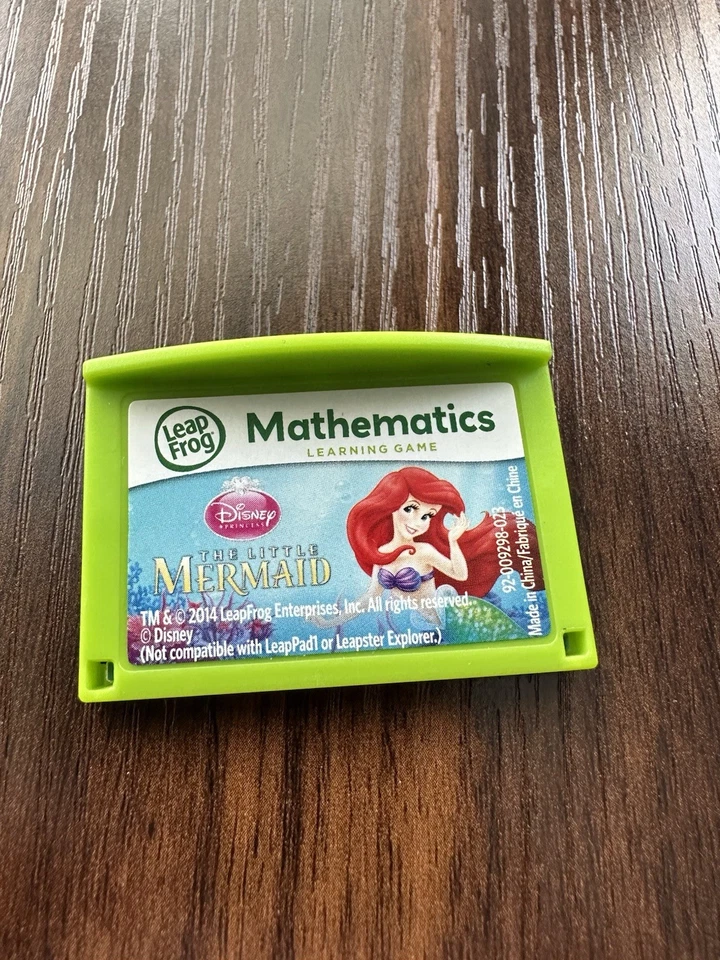 Leap
Frog
Mathematics
LEARNING GAME
Disney
PRINCESS
THE LITTLE
MERMAID
TM & © 2014 LeapFrog Enterprises, Inc. All rights reserved.
© Disney
(Not compatible with LeapPad1 or Leapster Explorer.)
92-009298-023
Made in China/Fabriqué en Chine